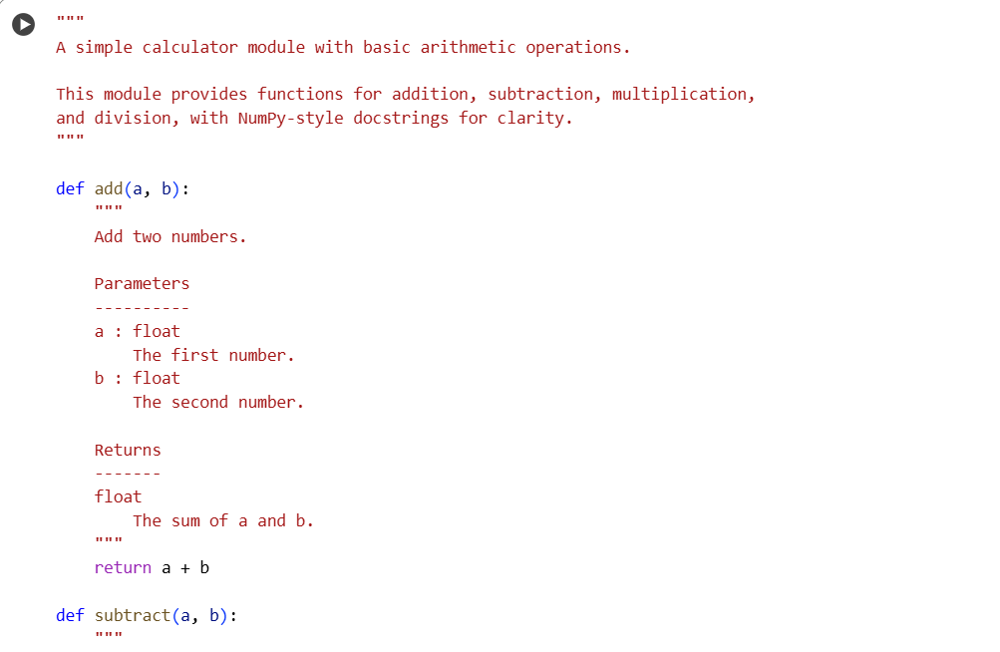 """
A simple calculator module with basic arithmetic operations.

This module provides functions for addition, subtraction, multiplication,
and division, with NumPy-style docstrings for clarity.
"""

def add(a, b):
    """
    Add two numbers.

    Parameters
    ----------
    a : float
        The first number.
    b : float
        The second number.

    Returns
    -------
    float
        The sum of a and b.
    """
    return a + b

def subtract(a, b):
    """